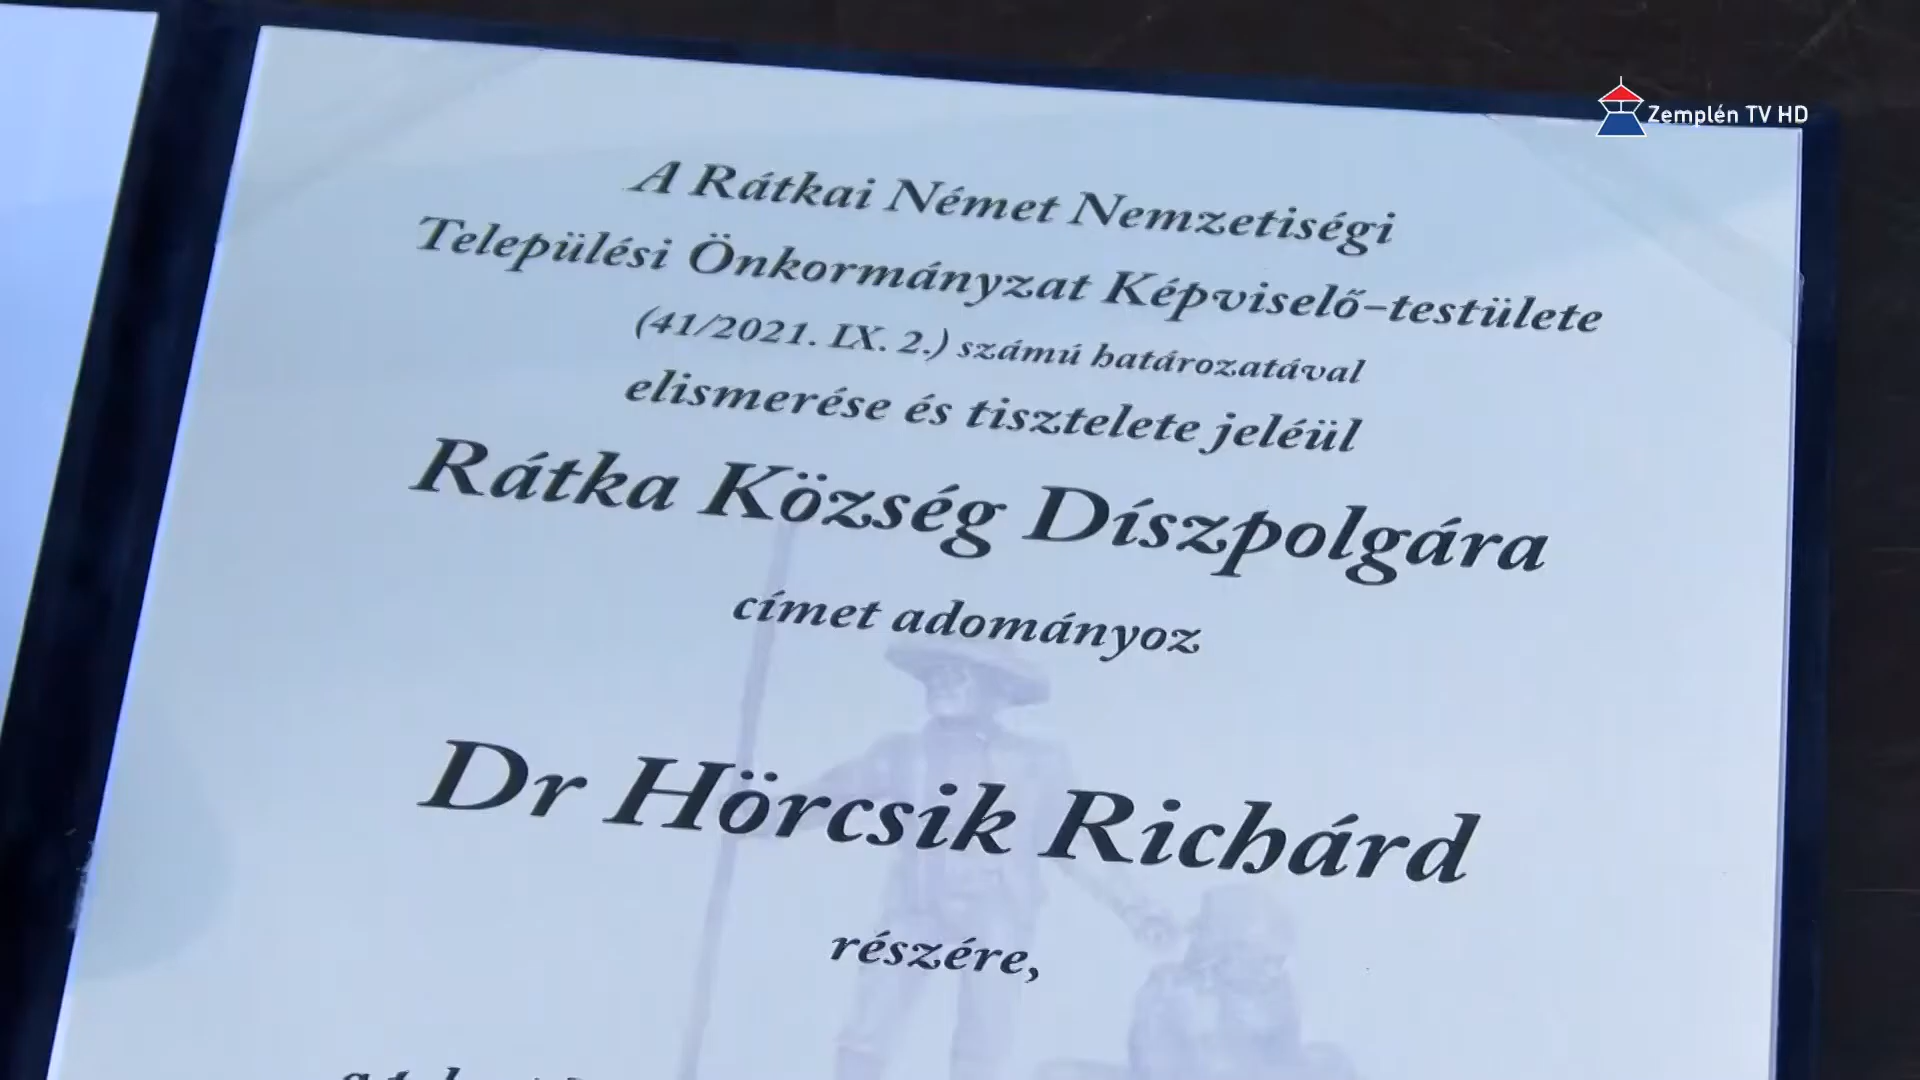 Zemplén TV HD
A Rátkai Német Nemzetiségi
Települési Önkormányzat Képviselő-testülete
(41/2021. IX. 2.) számú határozatával
elismerése és tisztelete jeléül
Rátka Község Díszpolgára
címet adományoz
Dr Hörcsik Richárd
részére,